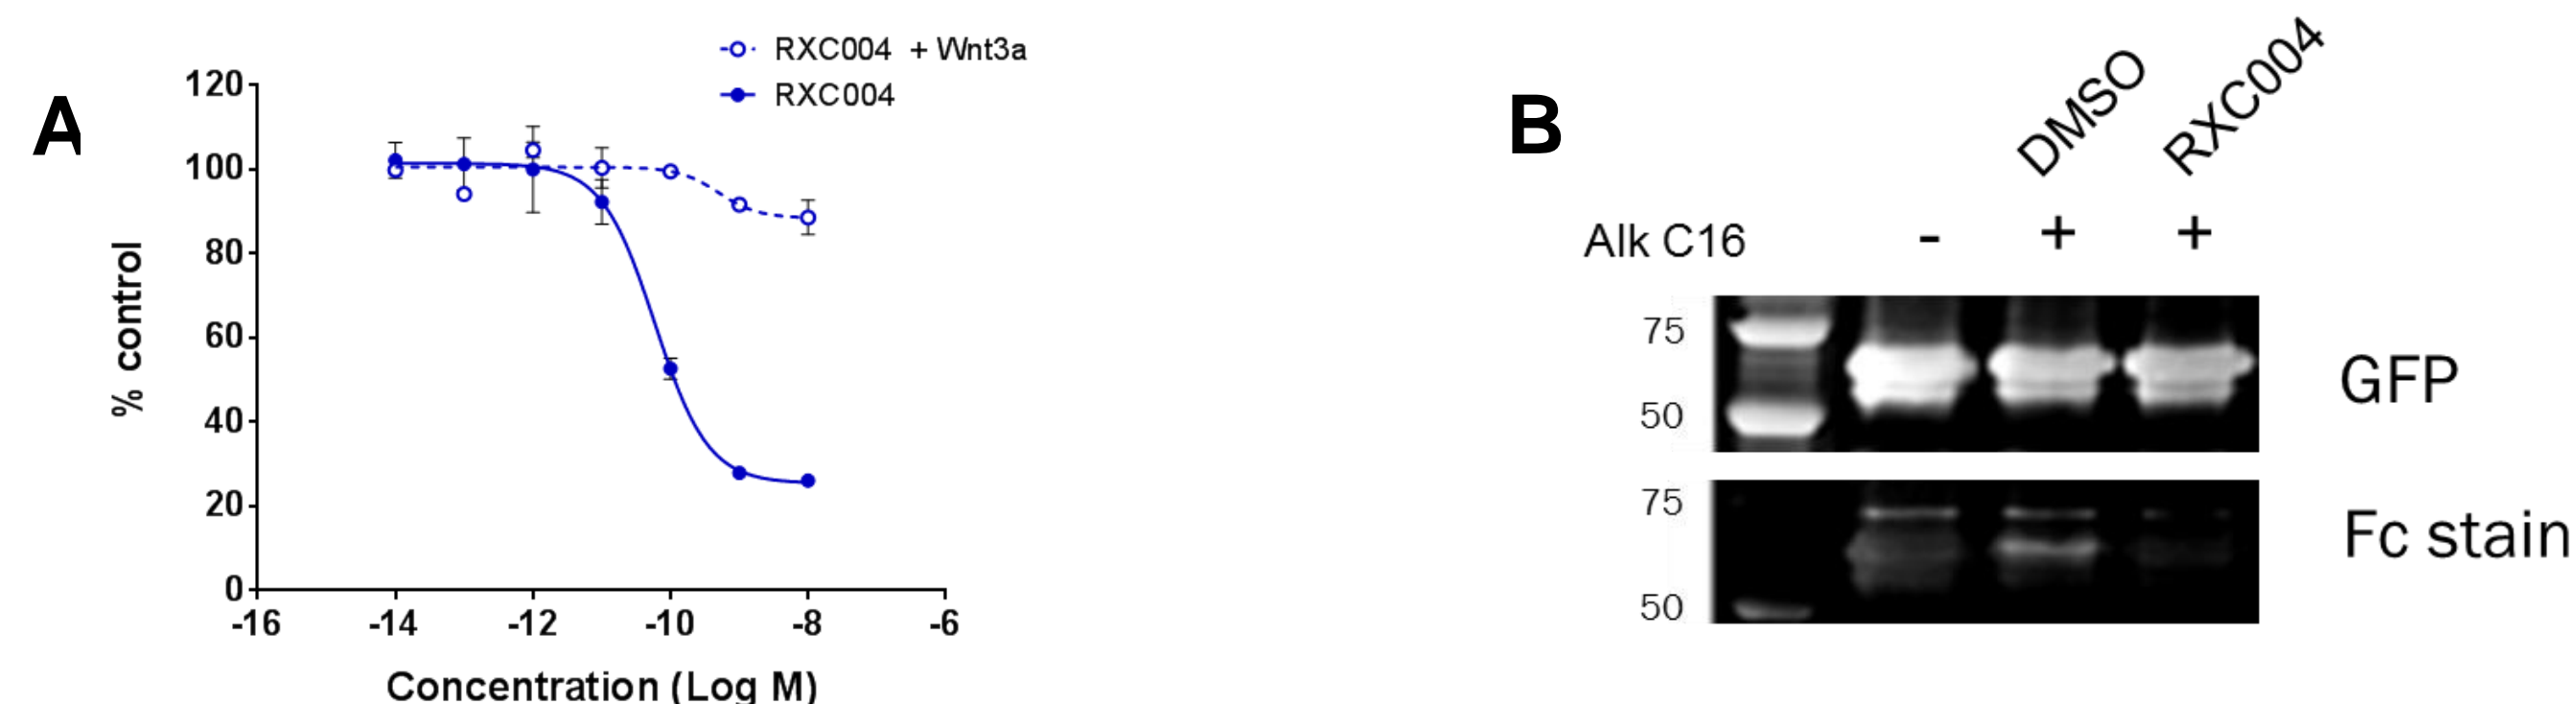 A
RXC004 + Wnt3a
RXC004
120
100
80
60
40
20
0
% control
-16 -14 -12 -10 -8 -6
Concentration (Log M)
B
DMSO
RXC004
Alk C16 - + +
75
50
GFP
75
50
Fc stain